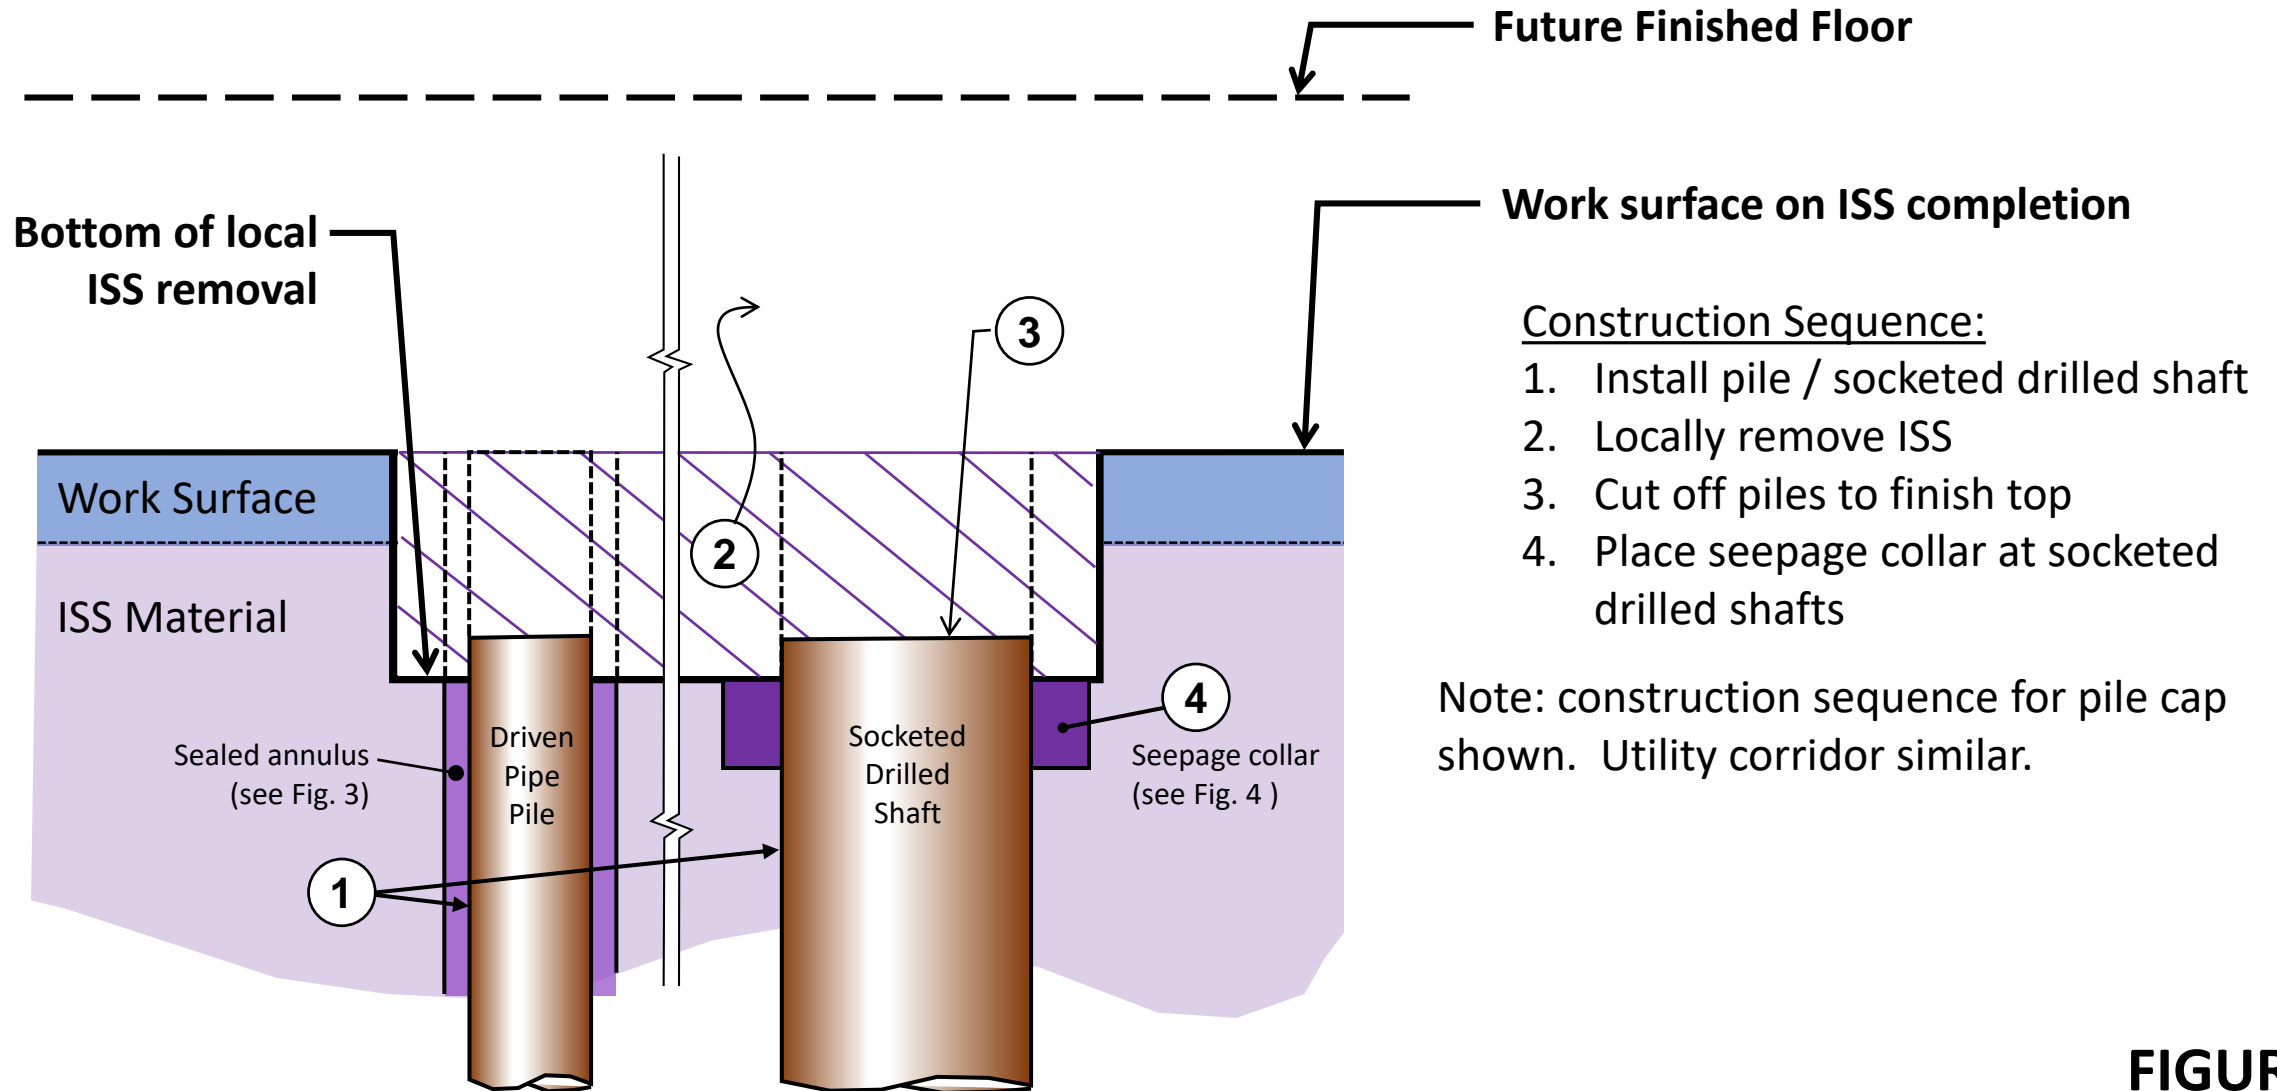 Future Finished Floor
Work surface on ISS completion
Bottom of local
ISS removal
3
Construction Sequence:
1. Install pile / socketed drilled shaft
2. Locally remove ISS
3. Cut off piles to finish top
4. Place seepage collar at socketed
drilled shafts
Work Surface
2
ISS Material
4
Note: construction sequence for pile cap
shown. Utility corridor similar.
Sealed annulus
(see Fig. 3)
Driven
Pipe
Pile
Socketed
Drilled
Shaft
Seepage collar
(see Fig. 4 )
1